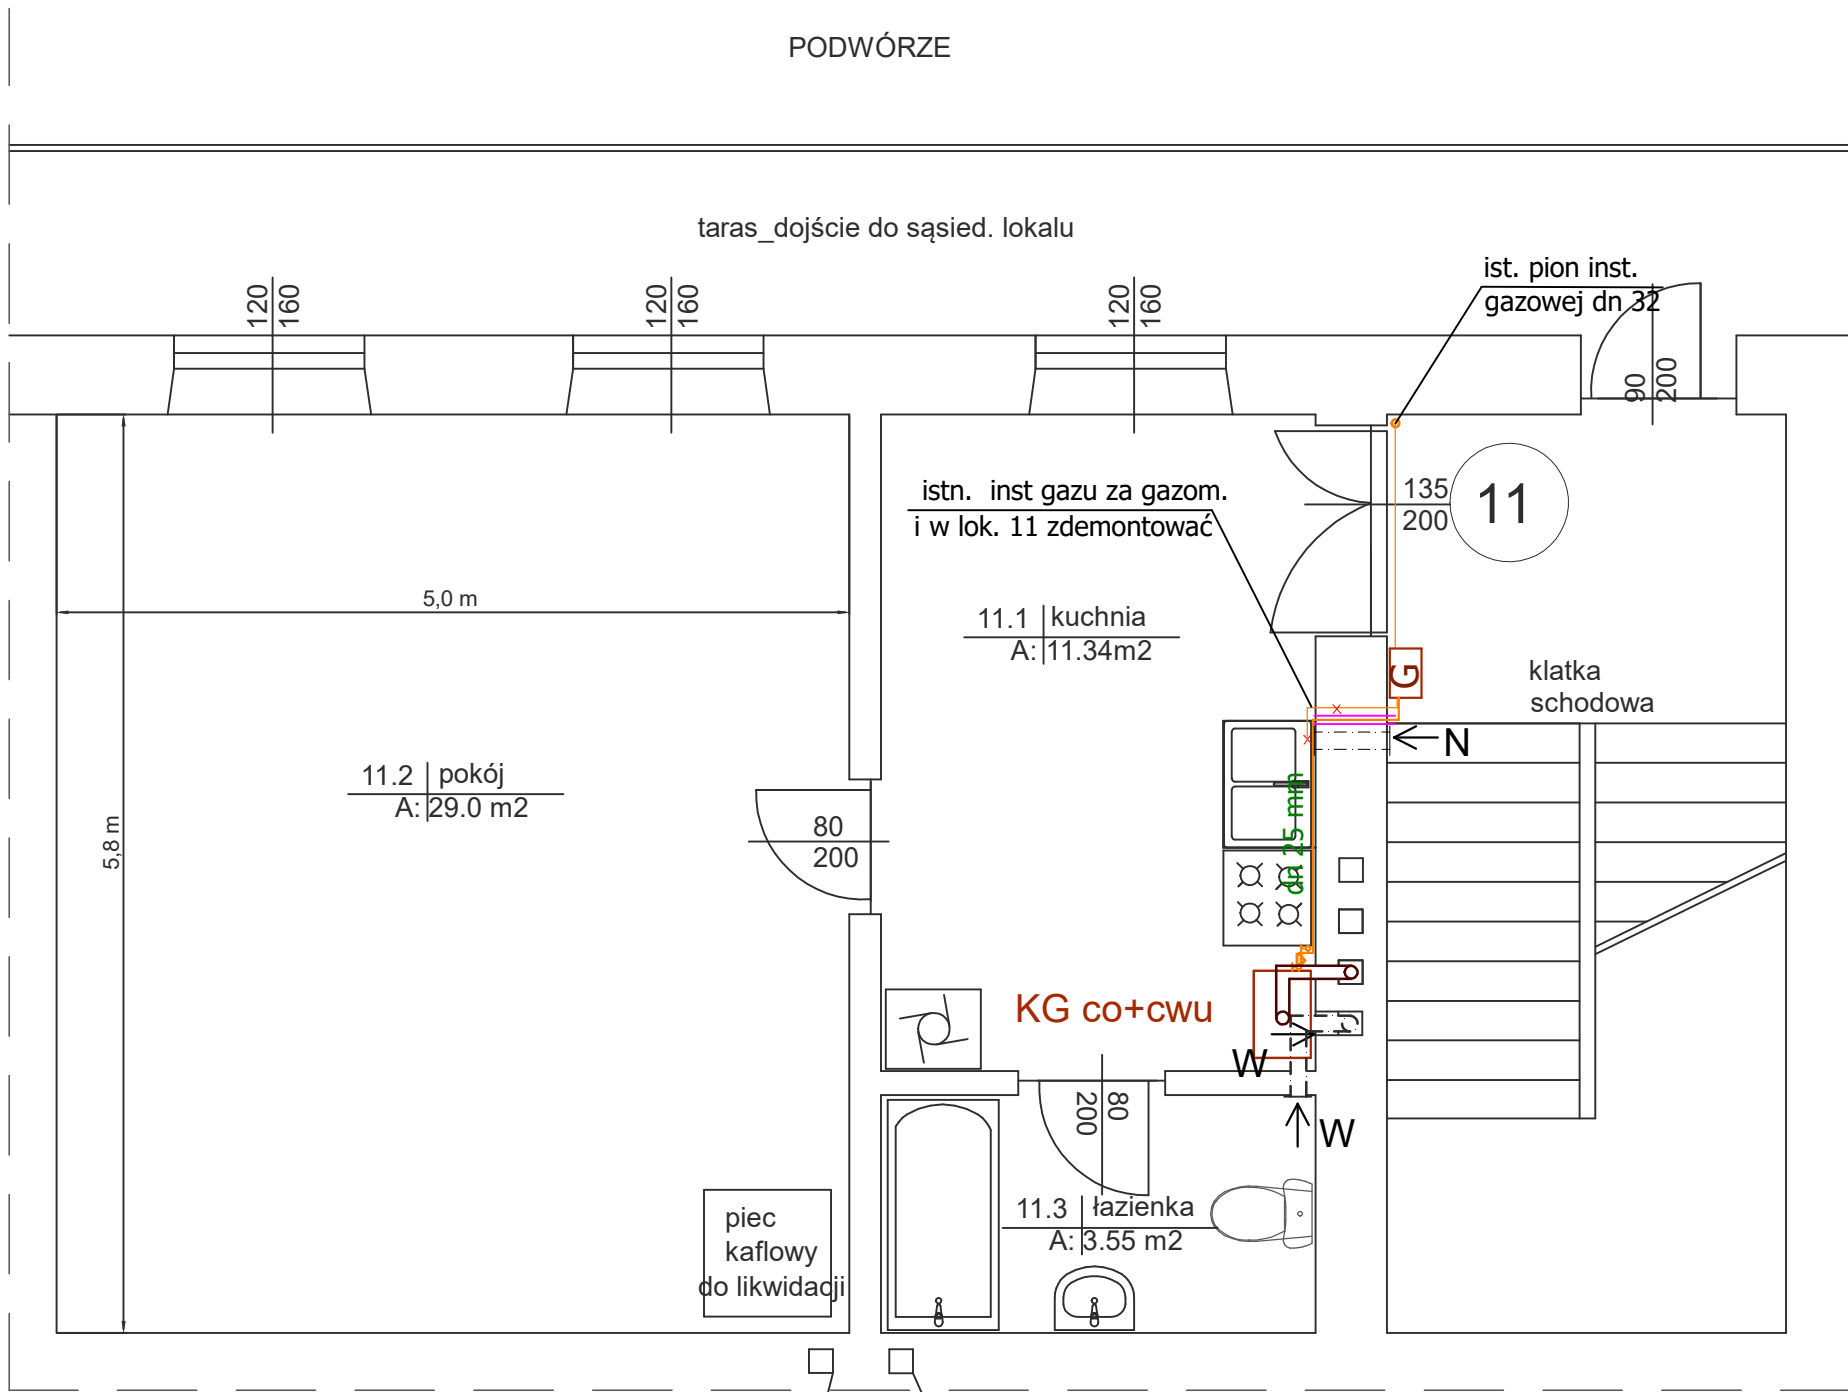 PODWÓRZE
taras_dojście do sąsied. lokalu
ist. pion inst.
gazowej dn 32
120
160
120
160
120
160
90
200
istn. inst gazu za gazom.
i w lok. 11 zdemontować
135
200
11
5,0 m
11.1 kuchnia
A: 11.34m2
G
klatka
schodowa
N
11.2 pokój
A: 29.0 m2
5,8 m
80
200
dn 25 mm
KG co+cwu
W
W
80
200
11.3 łazienka
A: 3.55 m2
piec
kaflowy
do likwidacji